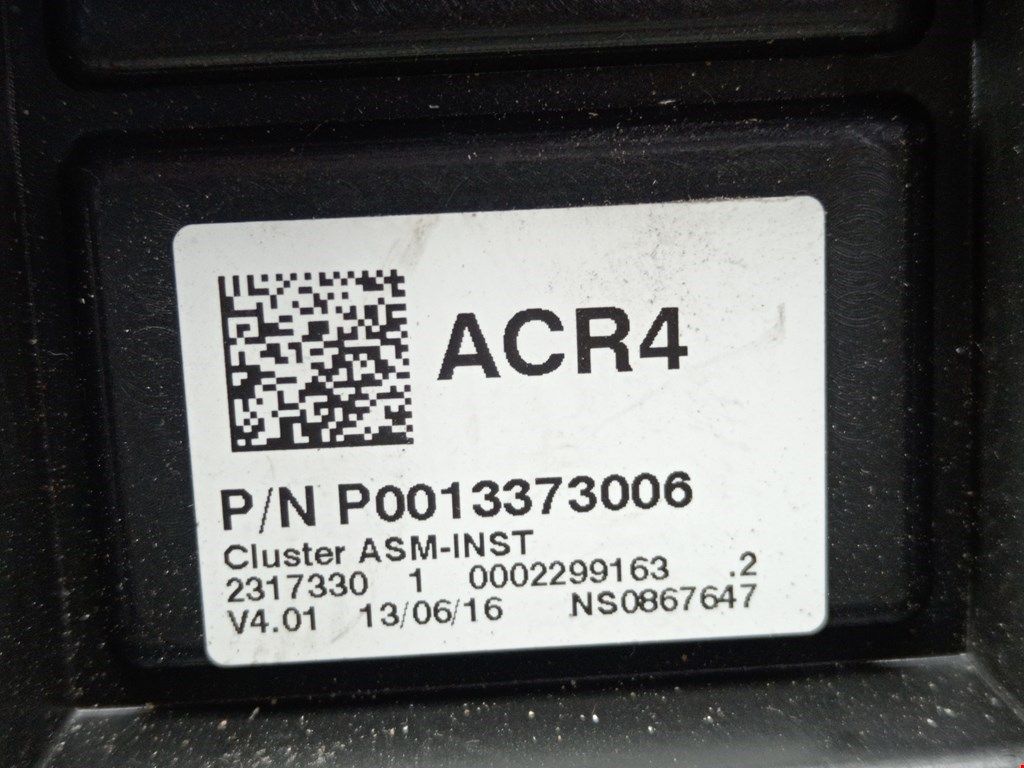 ACR4
P/N P0013373006
Cluster ASM-INST
2317330 1 0002299163 .2
V4.01 13/06/16 NS0867647